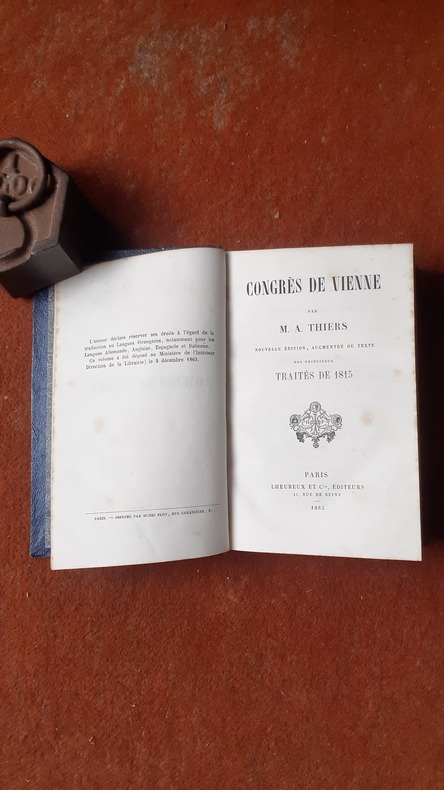 L'auteur déclare réserver ses droits à l'égard de la
traduction en Langues étrangères, notamment pour les
Langues Allemande, Anglaise, Espagnole et Italienne.
Ce volume a été déposé au Ministère de l'Intérieur
Direction de la Librairie) le 3 décembre 1863.
PARIS. — IMPRIMÉ PAR HENRI PLON, RUE GARANCIÈRE, 8.
CONGRÈS DE VIENNE
PAR
M. A. THIERS
NOUVELLE ÉDITION, AUGMENTÉE DU TEXTE
DES PRINCIPAUX
TRAITÉS DE 1815
PARIS
LHEUREUX ET Cie, ÉDITEURS
RUE DE SEINE
1863